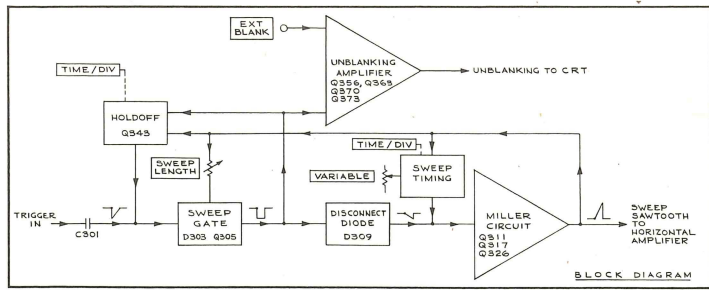 EXT
BLANK
UNBLANKING
AMPLIFIER
Q356, Q363
Q370
Q373
UNBLANKING TO CRT
TIME/DIV
HOLDOFF
Q343
SWEEP
LENGTH
TIME/DIV
VARIABLE
SWEEP
TIMING
TRIGGER
IN
C301
SWEEP
GATE
D303 Q305
DISCONNECT
DIODE
D309
MILLER
CIRCUIT
Q311
Q317
Q326
SWEEP
SAWTOOTH
TO
HORIZONTAL
AMPLIFIER
BLOCK DIAGRAM